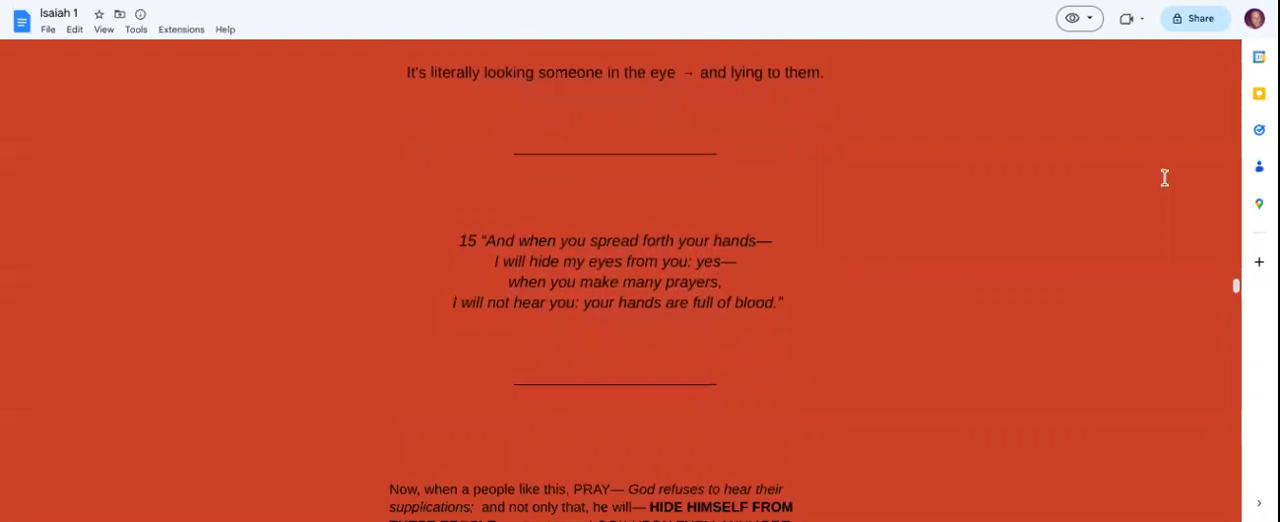 Isaiah 1
File Edit View Tools Extensions Help
Share
It's literally looking someone in the eye → and lying to them.
15 “And when you spread forth your hands—
I will hide my eyes from you: yes—
when you make many prayers,
I will not hear you: your hands are full of blood.”
Now, when a people like this, PRAY— God refuses to hear their
supplications; and not only that, he will— HIDE HIMSELF FROM